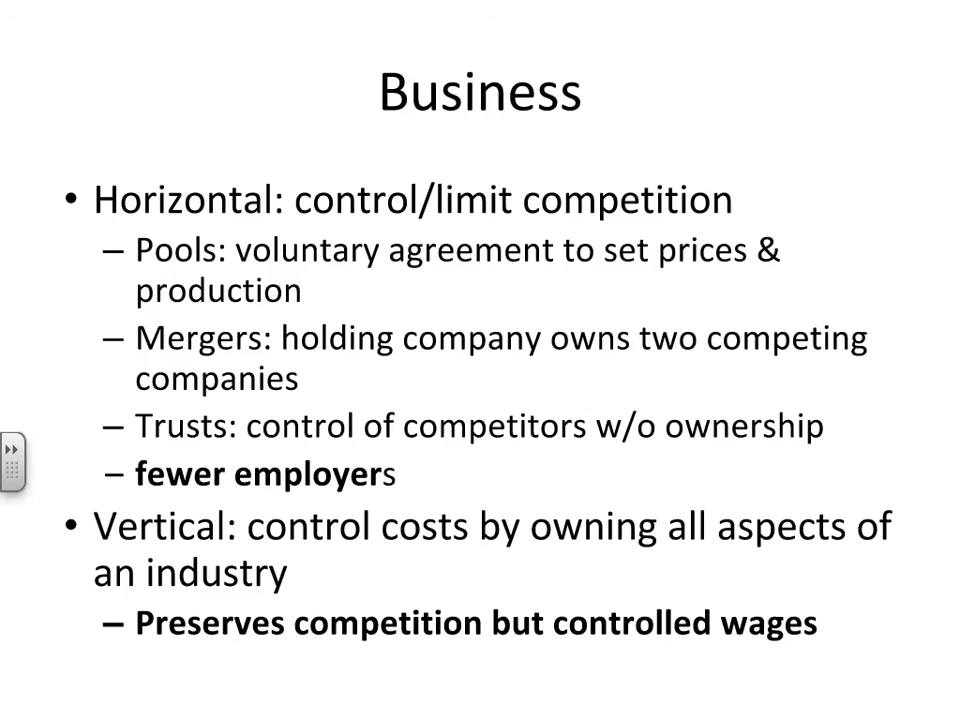 Business
• Horizontal: control/limit competition
– Pools: voluntary agreement to set prices &
production
– Mergers: holding company owns two competing
companies
– Trusts: control of competitors w/o ownership
– fewer employers
• Vertical: control costs by owning all aspects of
an industry
– Preserves competition but controlled wages